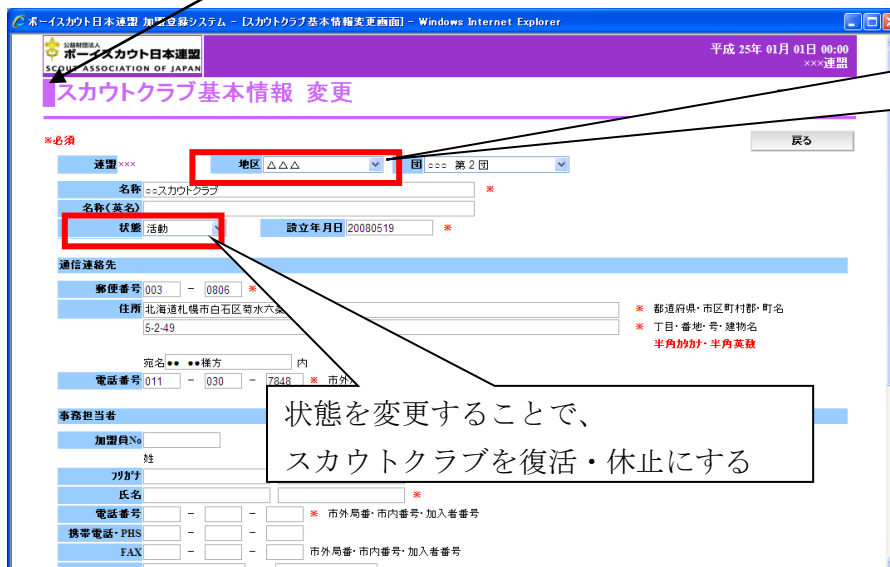 ボーイスカウト日本連盟 加盟登録システム - [スカウトクラブ基本情報変更画面] - Windows Internet Explorer
公益財団法人
ボーイスカウト日本連盟
SCOUT ASSOCIATION OF JAPAN
平成 25年 01月 01日 00:00
×××連盟
スカウトクラブ基本情報 変更
※必須
戻る
連盟 ××× 地区 △△△ 団 ○○○ 第2団
名称 ○○スカウトクラブ ※
名称(英名)
状態 活動 設立年月日 20080519 ※
通信連絡先
郵便番号 003 - 0806 ※
住所 北海道札幌市白石区菊水六条 ※ 都道府県・市区町村郡・町名
5-2-49 ※ 丁目・番地・号・建物名
半角カタカナ・半角英数
宛名 ●● ●●様方 内
電話番号 011 - 030 - 7848 ※ 市外局
状態を変更することで、
スカウトクラブを復活・休止にする
事務担当者
加盟員No
姓
フリガナ
氏名 ※
電話番号 - - ※ 市外局番・市内番号・加入者番号
携帯電話・PHS - -
FAX - - 市外局番・市内番号・加入者番号